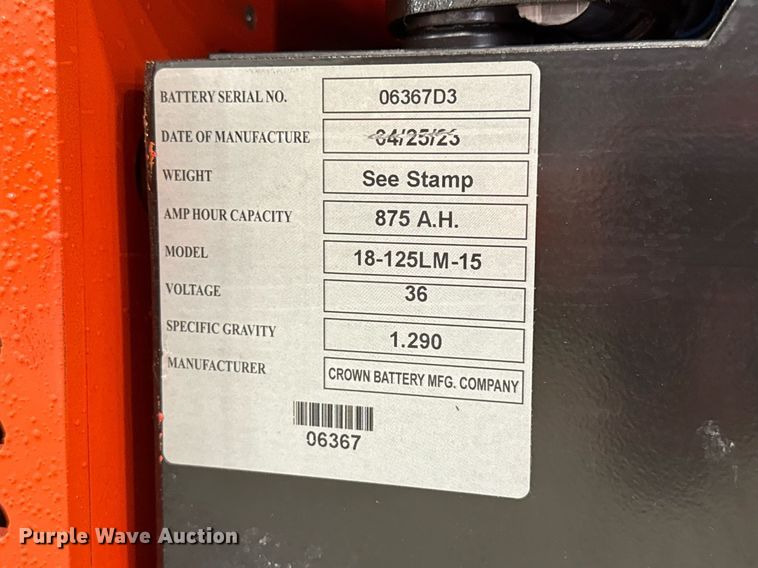 BATTERY SERIAL NO. 06367D3
DATE OF MANUFACTURE
WEIGHT See Stamp
AMP HOUR CAPACITY 875 A.H.
MODEL 18-125LM-15
VOLTAGE 36
SPECIFIC GRAVITY 1.290
MANUFACTURER CROWN BATTERY MFG. COMPANY
06367
Purple Wave Auction